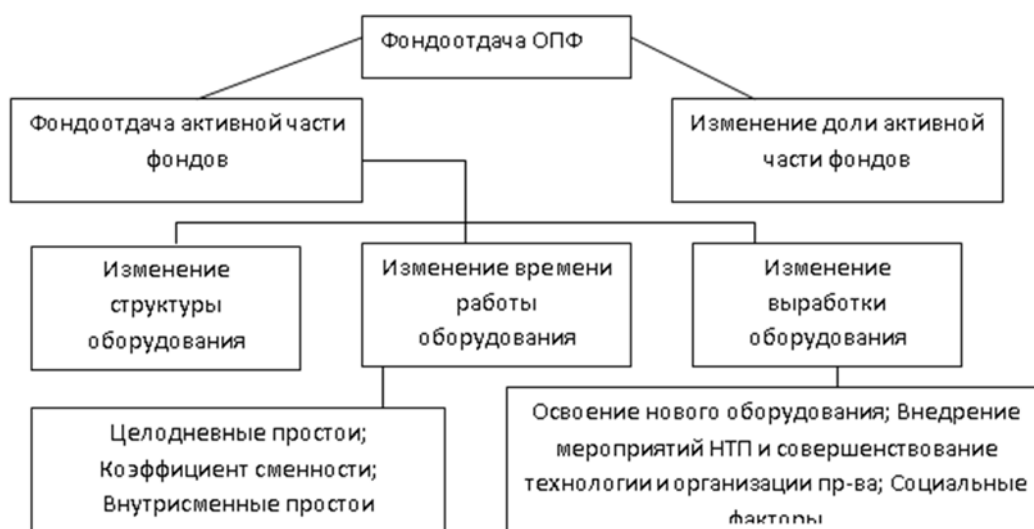 Фондоотдача ОПФ
Фондоотдача активной части
фондов
Изменение доли активной
части фондов
Изменение
структуры
оборудования
Изменение времени
работы
оборудования
Изменение
выработки
оборудования
Целодневные простои;
Коэффициент сменности;
Внутрисменные простои
Освоение нового оборудования; Внедрение
мероприятий НТП и совершенствование
технологии и организации пр-ва; Социальные
факторы